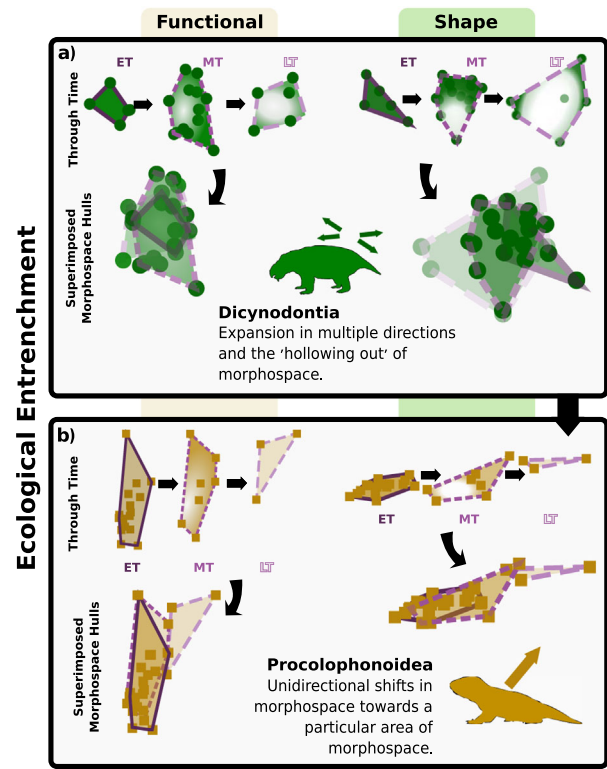 Functional
Shape
Ecological Entrenchment
a)
Through Time
ET
MT
LT
ET
MT
LT
Superimposed
Morphospace Hulls
Dicynodontia
Expansion in multiple directions
and the ‘hollowing out’ of
morphospace.
b)
Through Time
ET
MT
LT
ET
MT
LT
Superimposed
Morphospace Hulls
Procolophonoidea
Unidirectional shifts in
morphospace towards a
particular area of
morphospace.